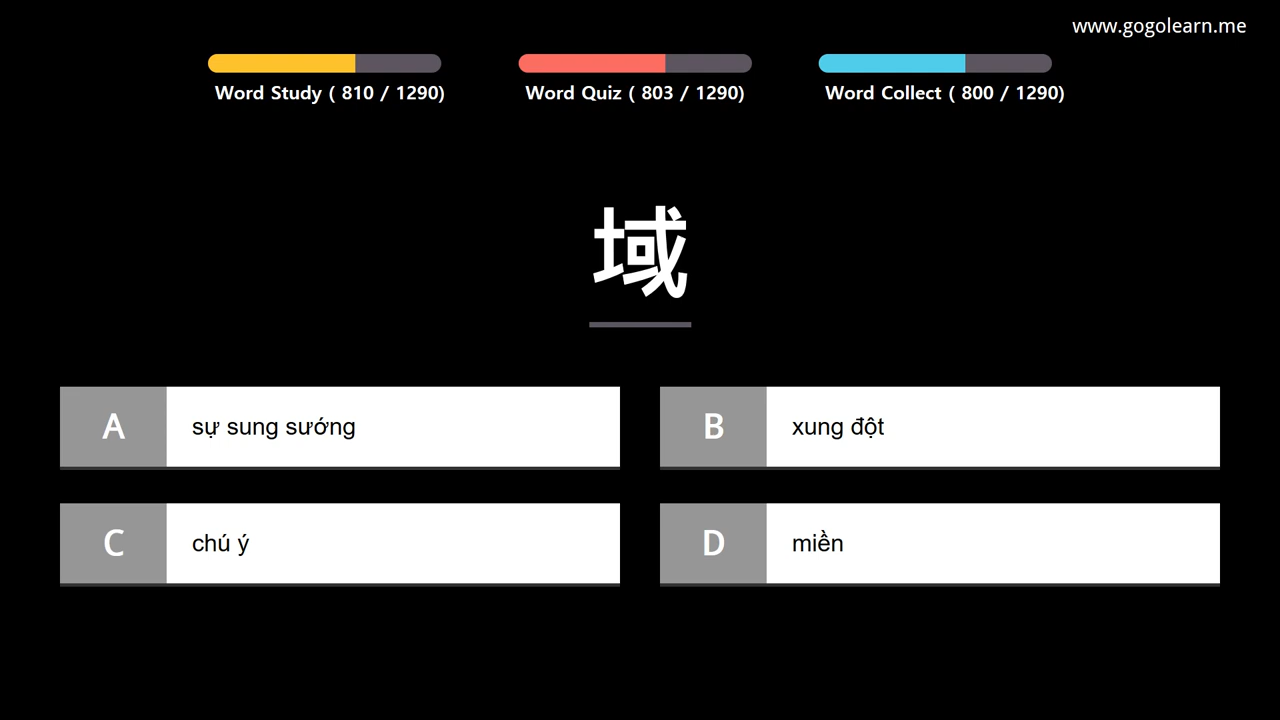 www.gogolearn.me
Word Study ( 810 / 1290)
Word Quiz ( 803 / 1290)
Word Collect ( 800 / 1290)
域
A sự sung sướng
B xung đột
C chú ý
D miền